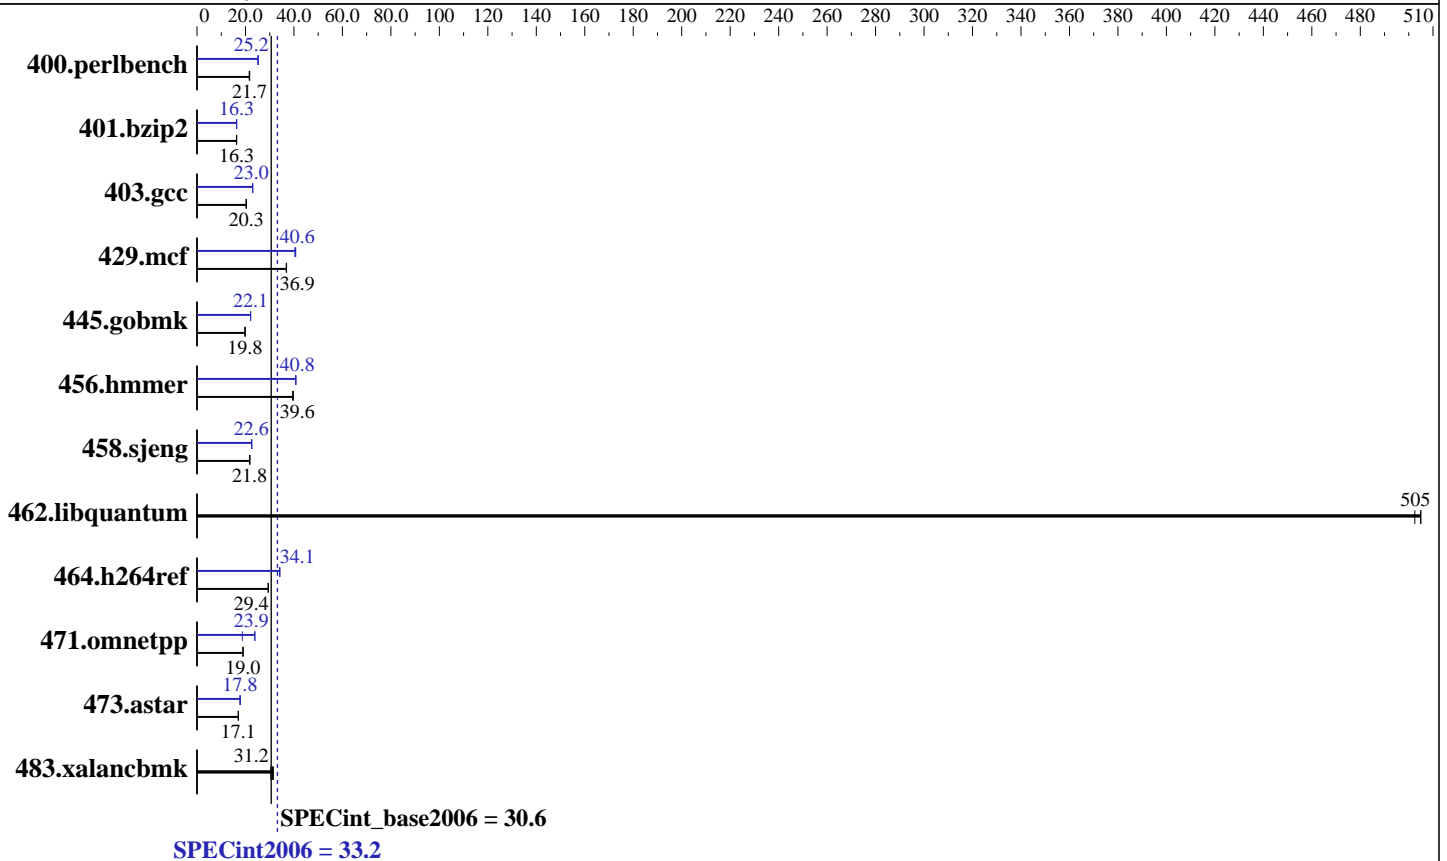 0 20.0 40.0 60.0 80.0 100 120 140 160 180 200 220 240 260 280 300 320 340 360 380 400 420 440 460 480 510
25.2
400.perlbench
21.7
16.3
401.bzip2
16.3
23.0
403.gcc
20.3
40.6
429.mcf
36.9
22.1
445.gobmk
19.8
40.8
456.hmmer
39.6
22.6
458.sjeng
21.8
505
462.libquantum
34.1
464.h264ref
29.4
23.9
471.omnetpp
19.0
17.8
473.astar
17.1
31.2
483.xalancbmk
SPECint_base2006 = 30.6
SPECint2006 = 33.2